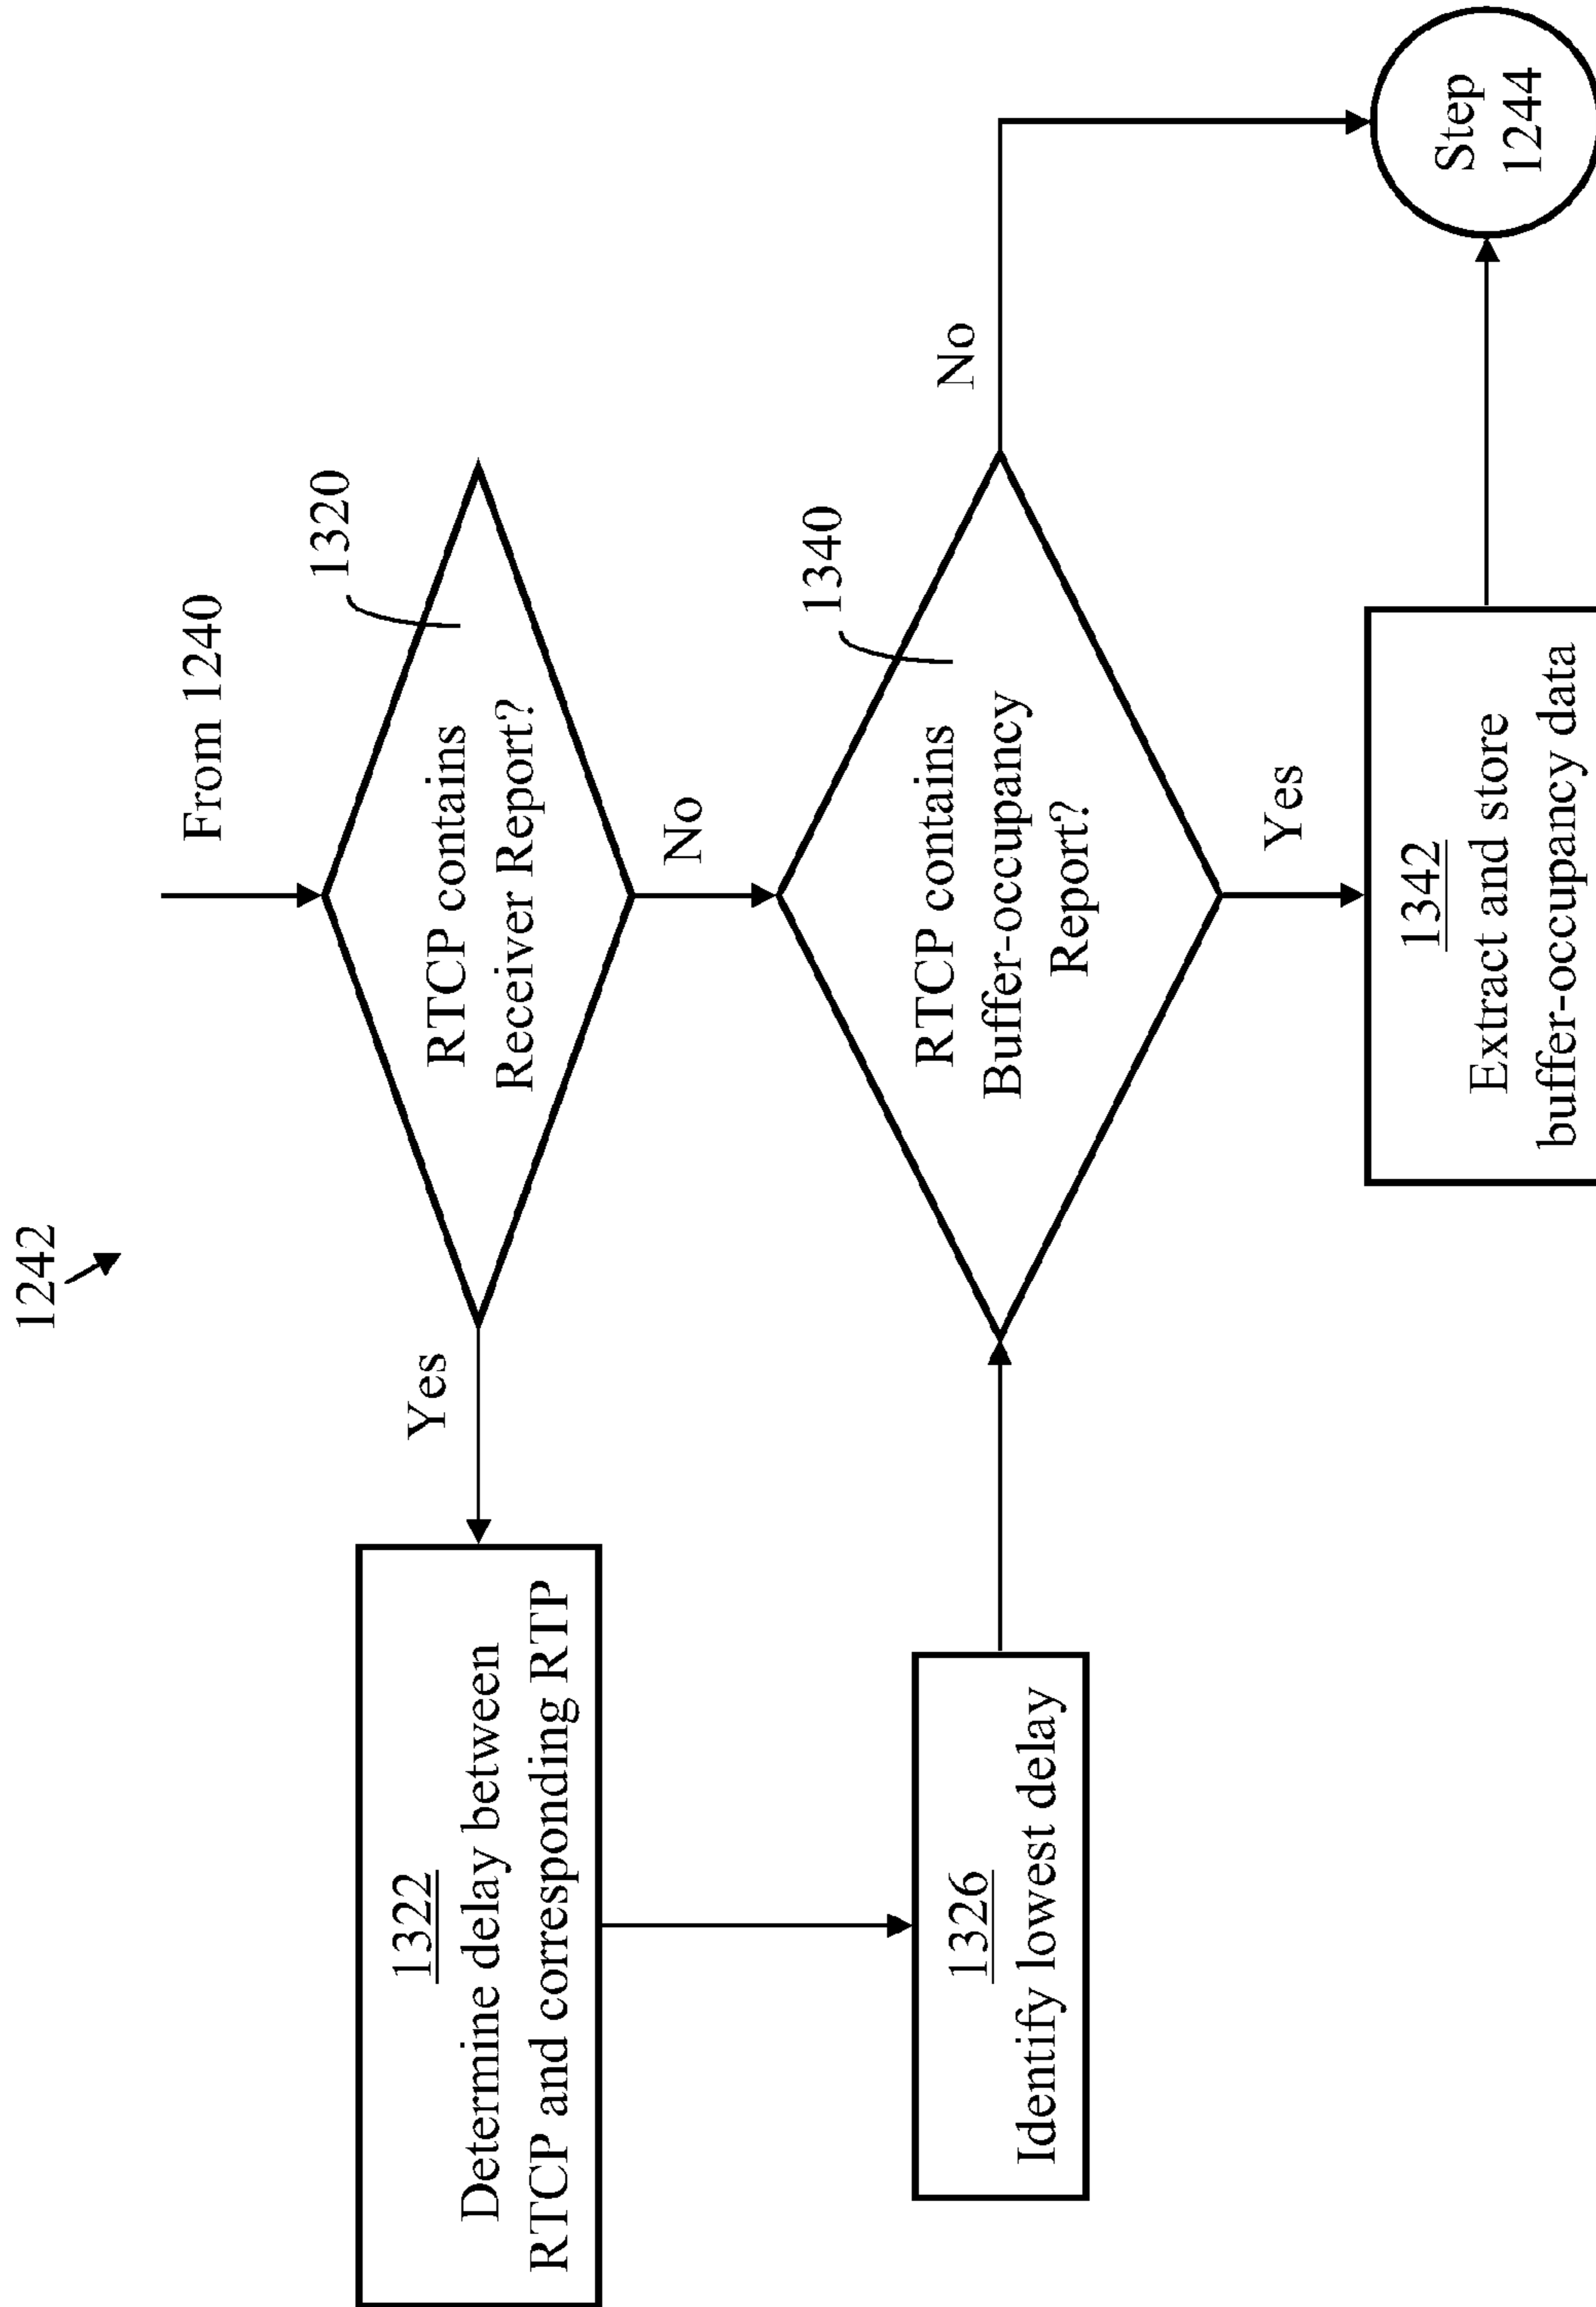 1242
From 1240
1320
RTCP contains
Receiver Report?
Yes
No
1322
Determine delay between
RTCP and corresponding RTP
1326
Identify lowest delay
1340
RTCP contains
Buffer-occupancy
Report?
No
Yes
1342
Extract and store
buffer-occupancy data
Step
1244